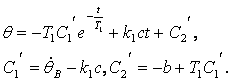 θ = -T₁C₁′e^{-t/T₁} + k₁ct + C₂′,
C₁′ = θ̇_B - k₁c, C₂′ = -b + T₁C₁′.